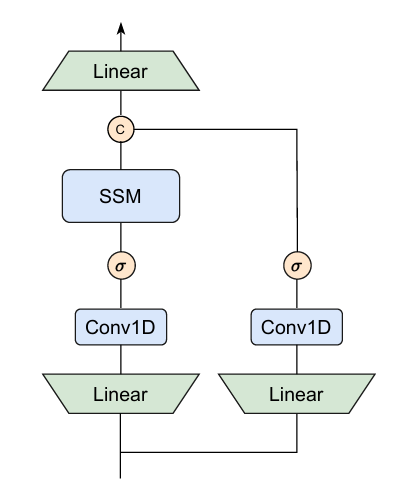 Linear
C
SSM
σ
σ
Conv1D
Conv1D
Linear
Linear